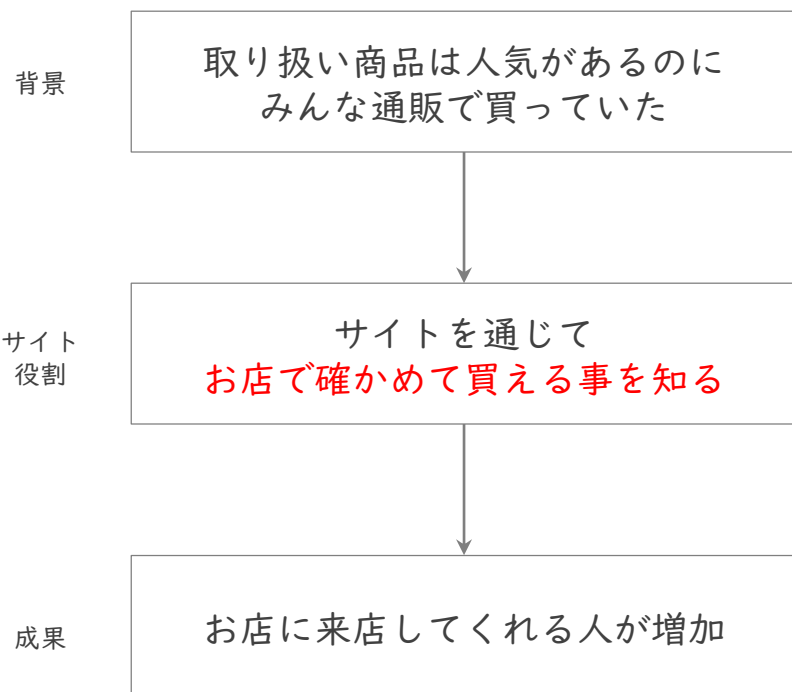 背景
取り扱い商品は人気があるのに
みんな通販で買っていた
サイト
役割
サイトを通じて
お店で確かめて買える事を知る
成果
お店に来店してくれる人が増加